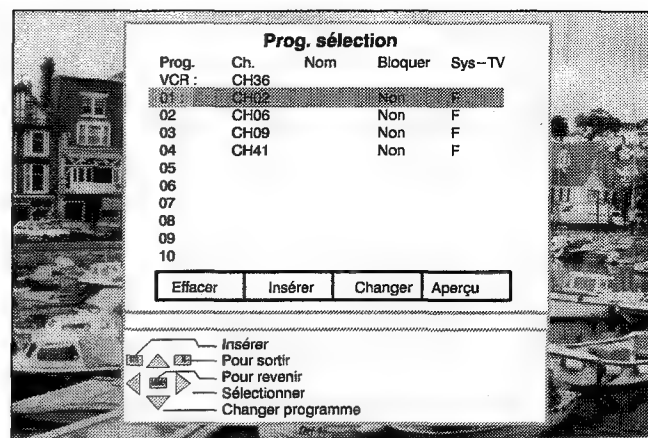 Prog. sélection
Prog. Ch. Nom Bloquer Sys-TV
VCR : CH36
01 : CH02 Non F
02 CH06 Non F
03 CH09 Non F
04 CH41 Non F
05
06
07
08
09
10
Effacer Insérer Changer Aperçu
Insérer
Pour sortir
Pour revenir
Sélectionner
Changer programme